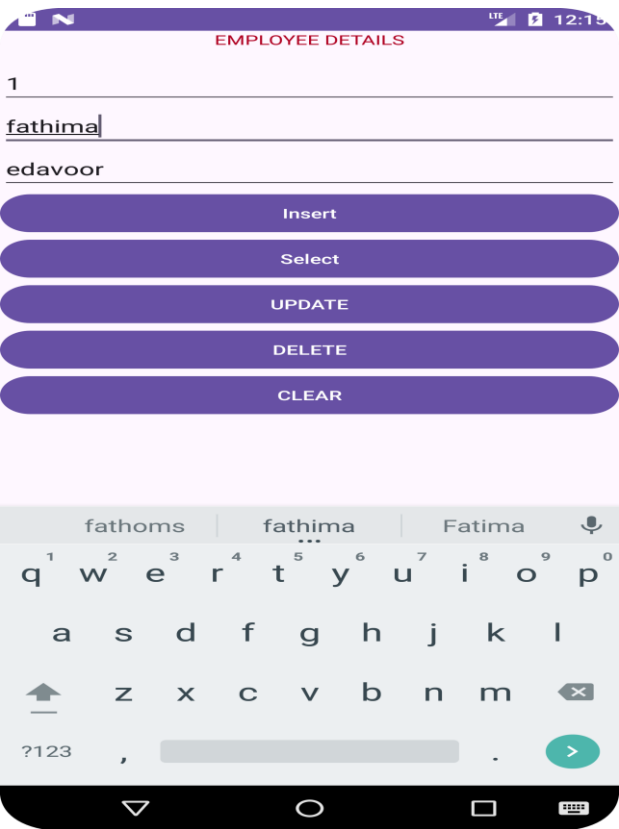 LTE 12:15
EMPLOYEE DETAILS
1
fathima
edavoor
Insert
Select
UPDATE
DELETE
CLEAR
fathoms fathima Fatima
1 2 3 4 5 6 7 8 9 0
q w e r t y u i o p
a s d f g h j k l
z x c v b n m
?123 , .